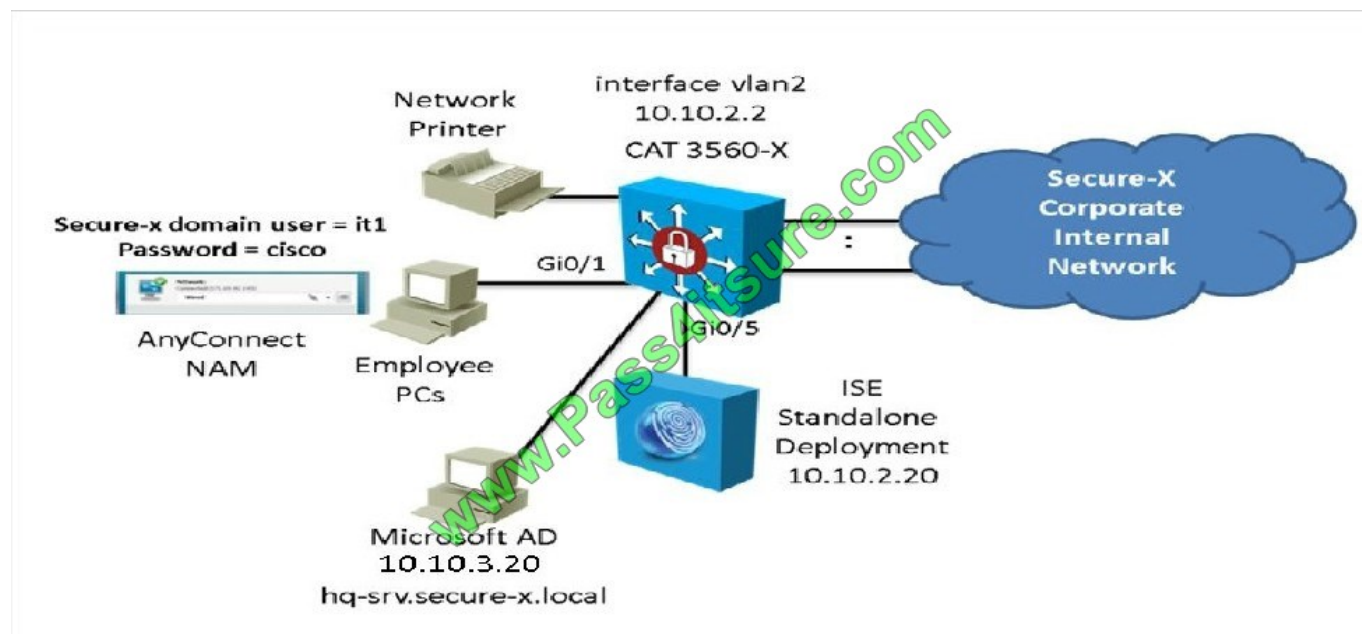 Network
Printer
interface vlan2
10.10.2.2
CAT 3560-X
Secure-X
Corporate
Internal
Network
Secure-x domain user = it1
Password = cisco
Gi0/1
AnyConnect
NAM
Employee
PCs
Gi0/5
ISE
Standalone
Deployment
10.10.2.20
Microsoft AD
10.10.3.20
hq-srv.secure-x.local
www.Pass4itsure.com